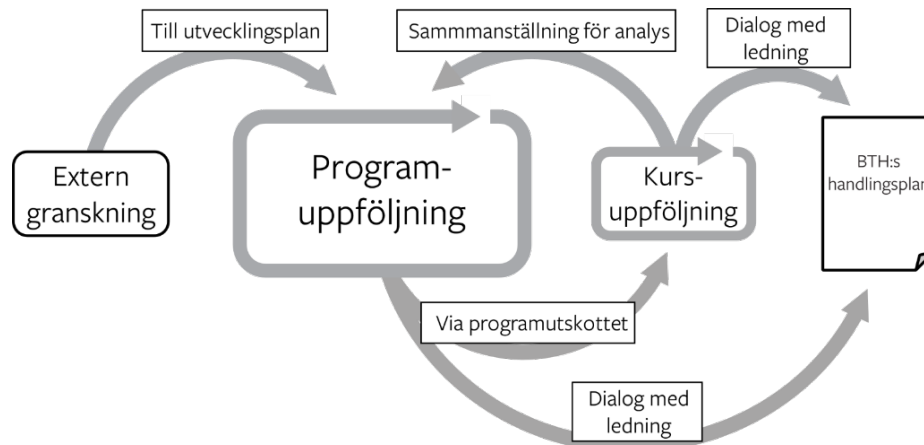 Till utvecklingsplan
Sammmanställning för analys
Dialog med
ledning
Extern
granskning
Program-
uppföljning
Kurs-
uppföljning
BTH:s
handlingsplan
Via programutskottet
Dialog med
ledning